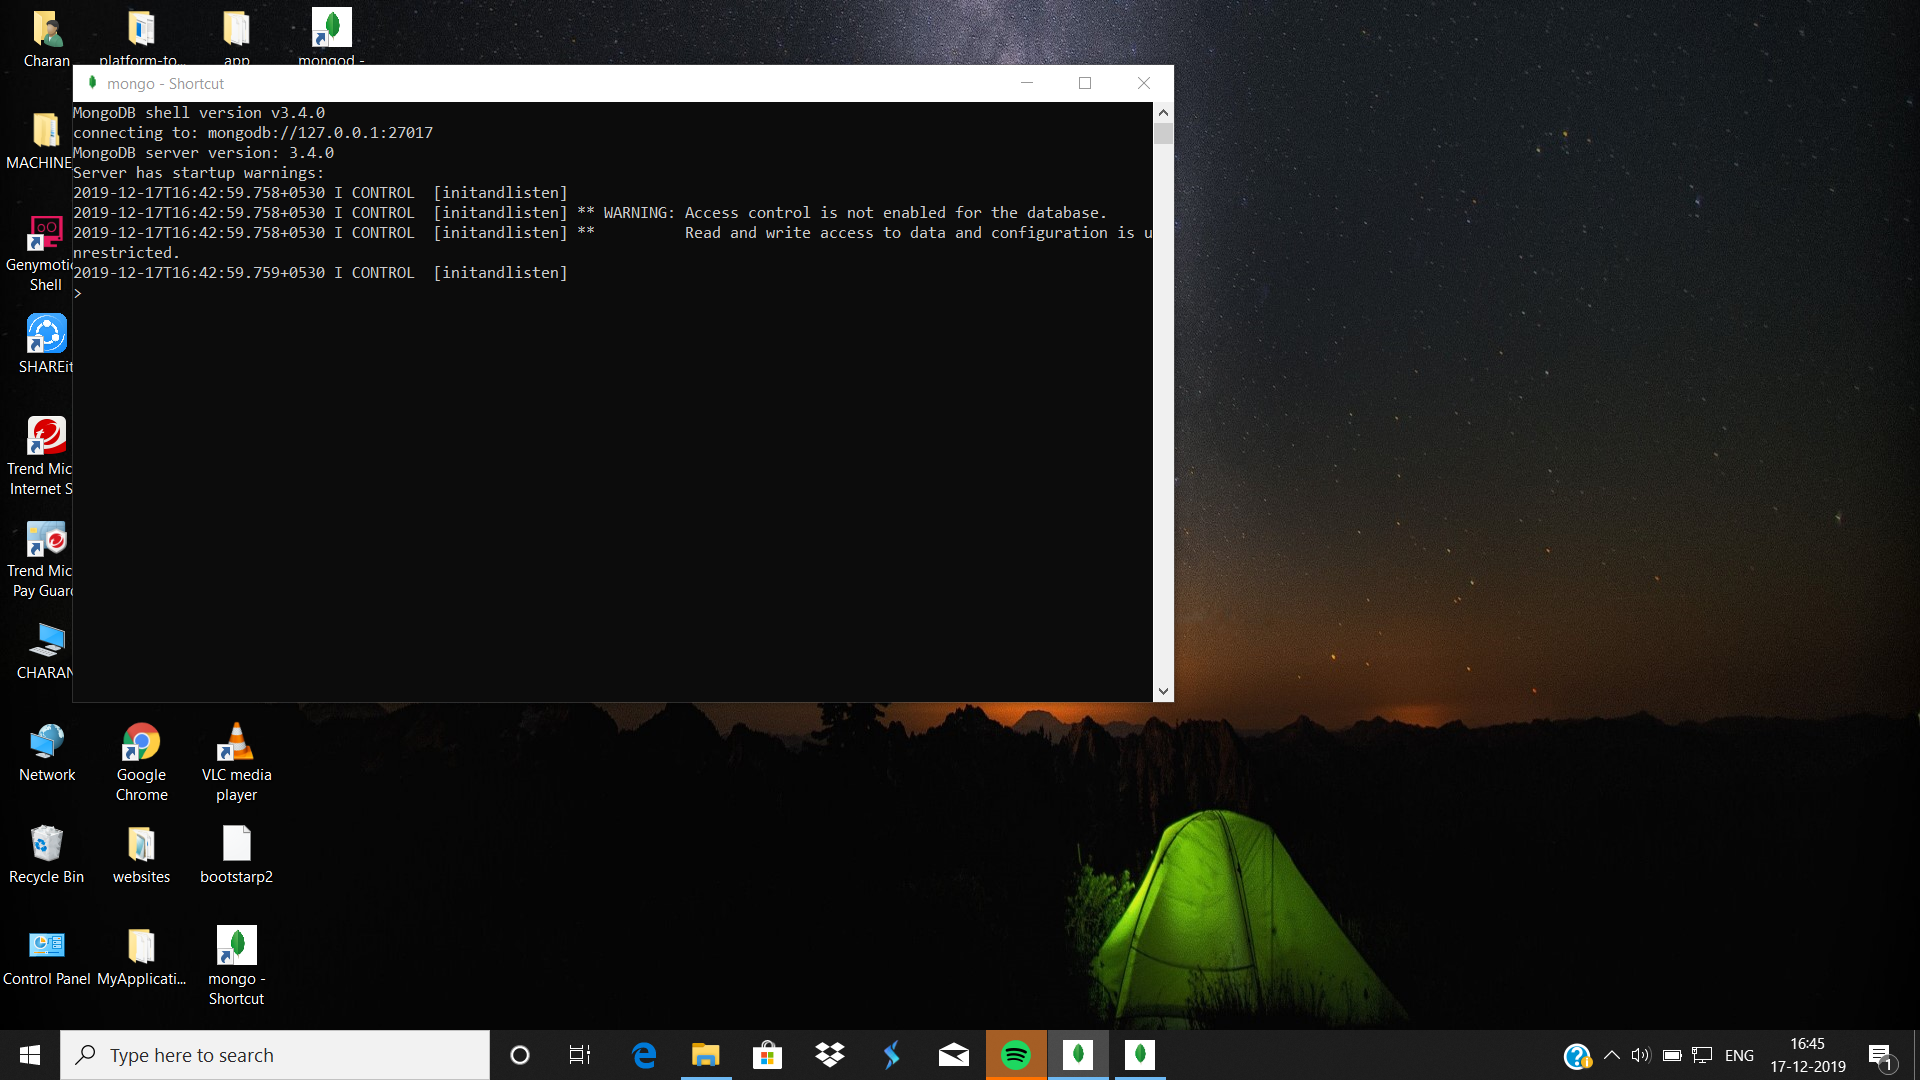 Charan
platform-to...
app
mongod -
mongo - Shortcut
MongoDB shell version v3.4.0
connecting to: mongodb://127.0.0.1:27017
MongoDB server version: 3.4.0
Server has startup warnings:
2019-12-17T16:42:59.758+0530 I CONTROL  [initandlisten]
2019-12-17T16:42:59.758+0530 I CONTROL  [initandlisten] ** WARNING: Access control is not enabled for the database.
2019-12-17T16:42:59.758+0530 I CONTROL  [initandlisten] **          Read and write access to data and configuration is u
nrestricted.
2019-12-17T16:42:59.759+0530 I CONTROL  [initandlisten]
>
MACHINE
Genymotic
Shell
SHAREit
Trend Mic
Internet S
Trend Mic
Pay Guard
CHARAN
Network
Google
Chrome
VLC media
player
Recycle Bin
websites
bootstarp2
Control Panel
MyApplicati...
mongo -
Shortcut
Type here to search
ENG
16:45
17-12-2019
1